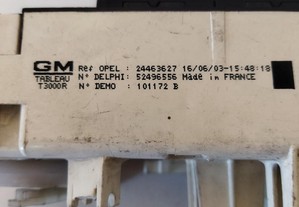 GM Réf OPEL : 24463627 16/06/03-15:48:18
TABLEAU N° DELPHI: 52496556 Made in FRANCE
T3000R N° DEMO : 101172 B